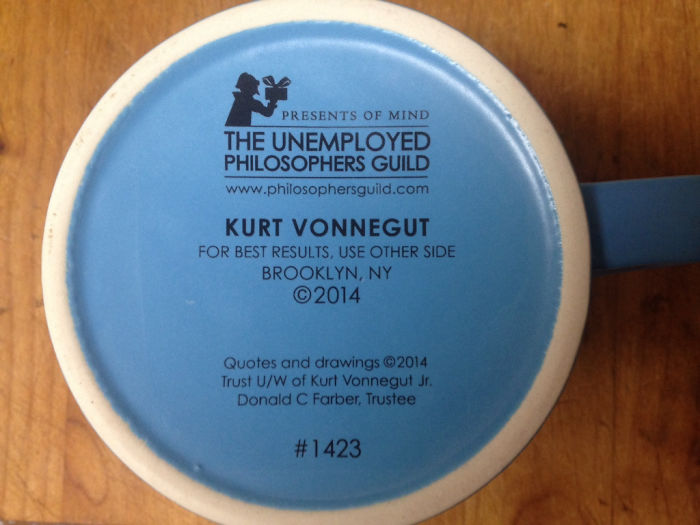 PRESENTS OF MIND
THE UNEMPLOYED
PHILOSOPHERS GUILD
www.philosophersguild.com
KURT VONNEGUT
FOR BEST RESULTS, USE OTHER SIDE
BROOKLYN, NY
©2014
Quotes and drawings ©2014
Trust U/W of Kurt Vonnegut Jr.
Donald C Farber, Trustee
#1423